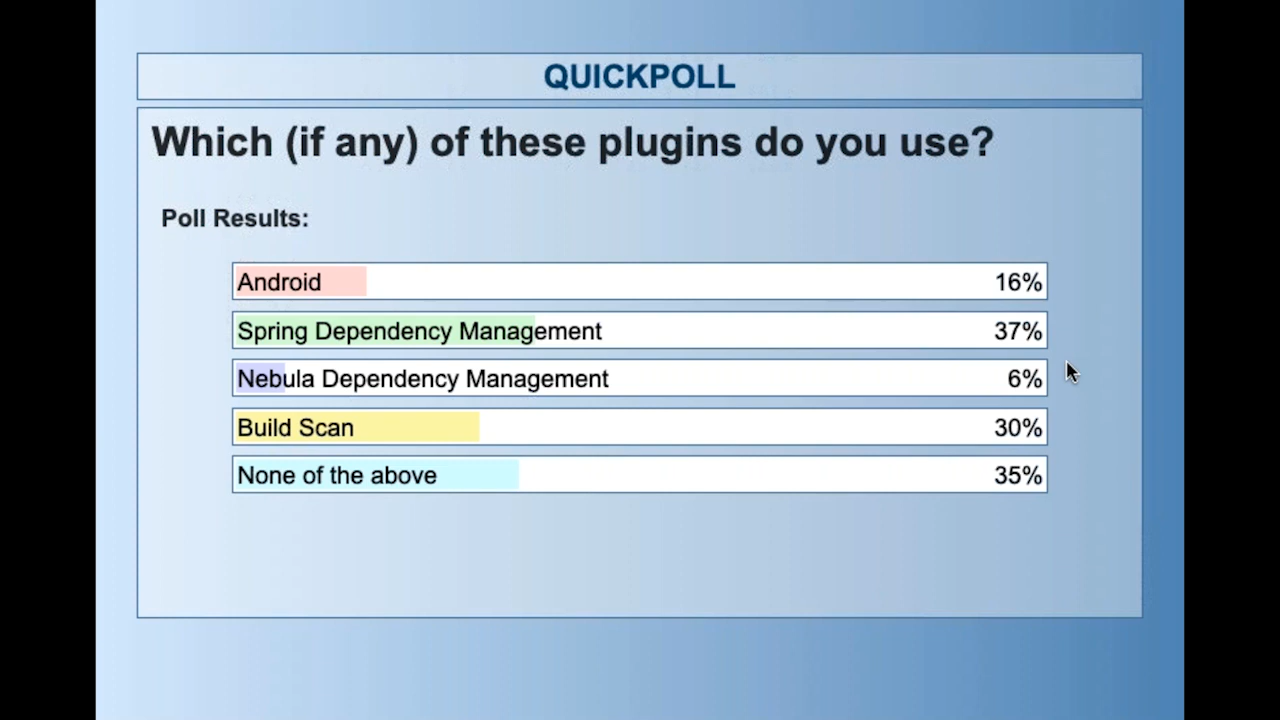 QUICKPOLL
Which (if any) of these plugins do you use?
Poll Results:
Android 16%
Spring Dependency Management 37%
Nebula Dependency Management 6%
Build Scan 30%
None of the above 35%